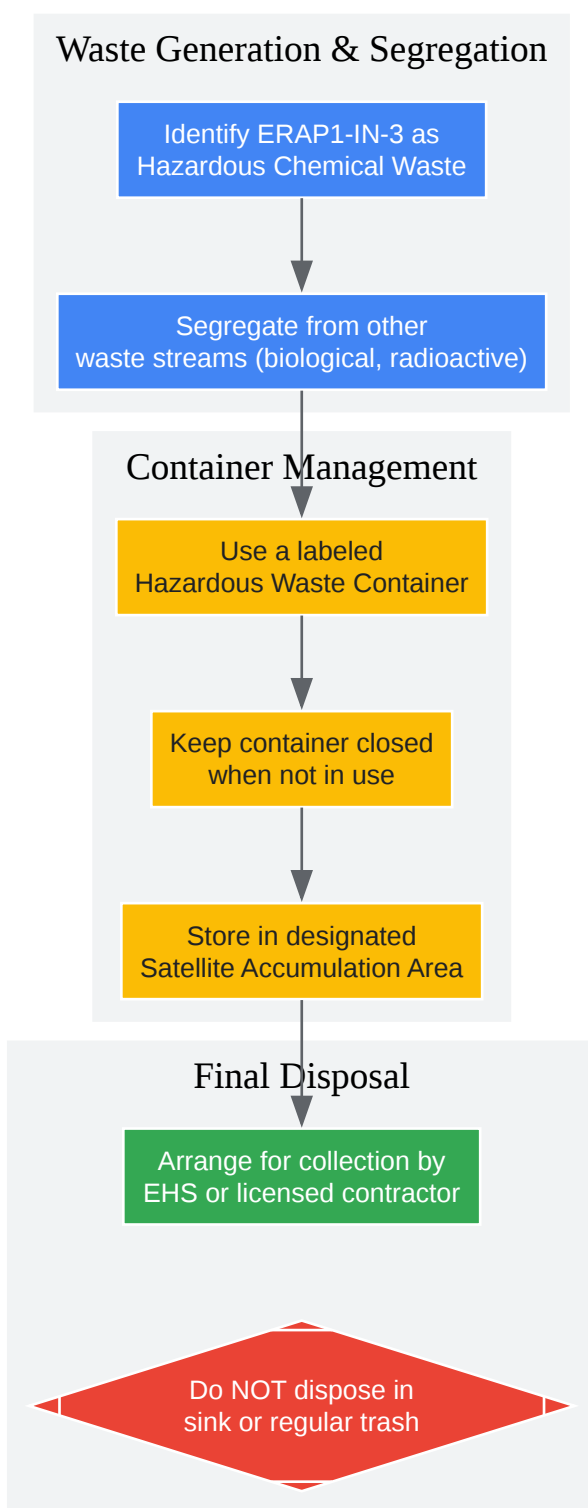 Waste Generation & Segregation
Identify ERAP1-IN-3 as
Hazardous Chemical Waste
Segregate from other
waste streams (biological, radioactive)
Container Management
Use a labeled
Hazardous Waste Container
Keep container closed
when not in use
Store in designated
Satellite Accumulation Area
Final Disposal
Arrange for collection by
EHS or licensed contractor
Do NOT dispose in
sink or regular trash